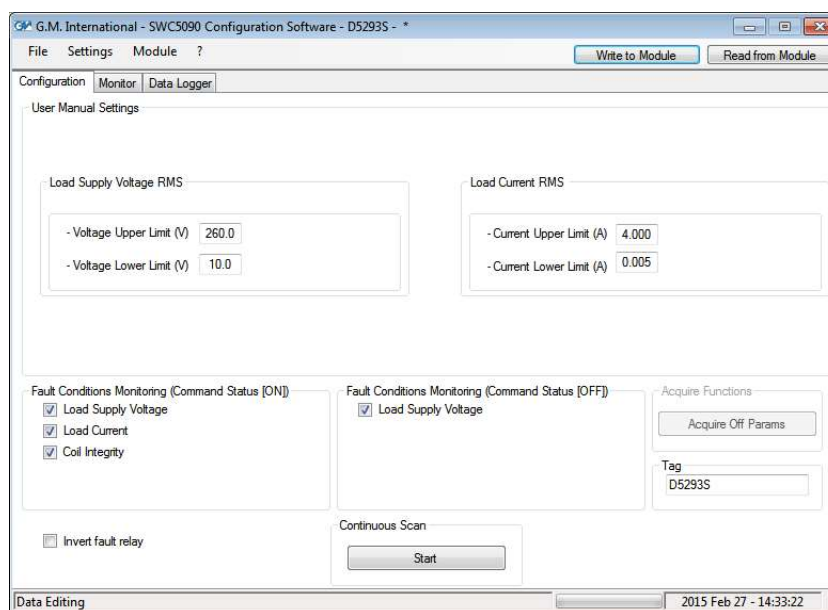 G.M. International - SWC5090 Configuration Software - D5293S - *
File Settings Module ? Write to Module Read from Module
Configuration Monitor Data Logger
User Manual Settings
Load Supply Voltage RMS
- Voltage Upper Limit (V) 260.0
- Voltage Lower Limit (V) 10.0
Load Current RMS
- Current Upper Limit (A) 4.000
- Current Lower Limit (A) 0.005
Fault Conditions Monitoring (Command Status [ON])
Load Supply Voltage
Load Current
Coil Integrity
Fault Conditions Monitoring (Command Status [OFF])
Load Supply Voltage
Acquire Functions
Acquire Off Params
Tag
D5293S
Invert fault relay
Continuous Scan
Start
Data Editing 2015 Feb 27 - 14:33:22